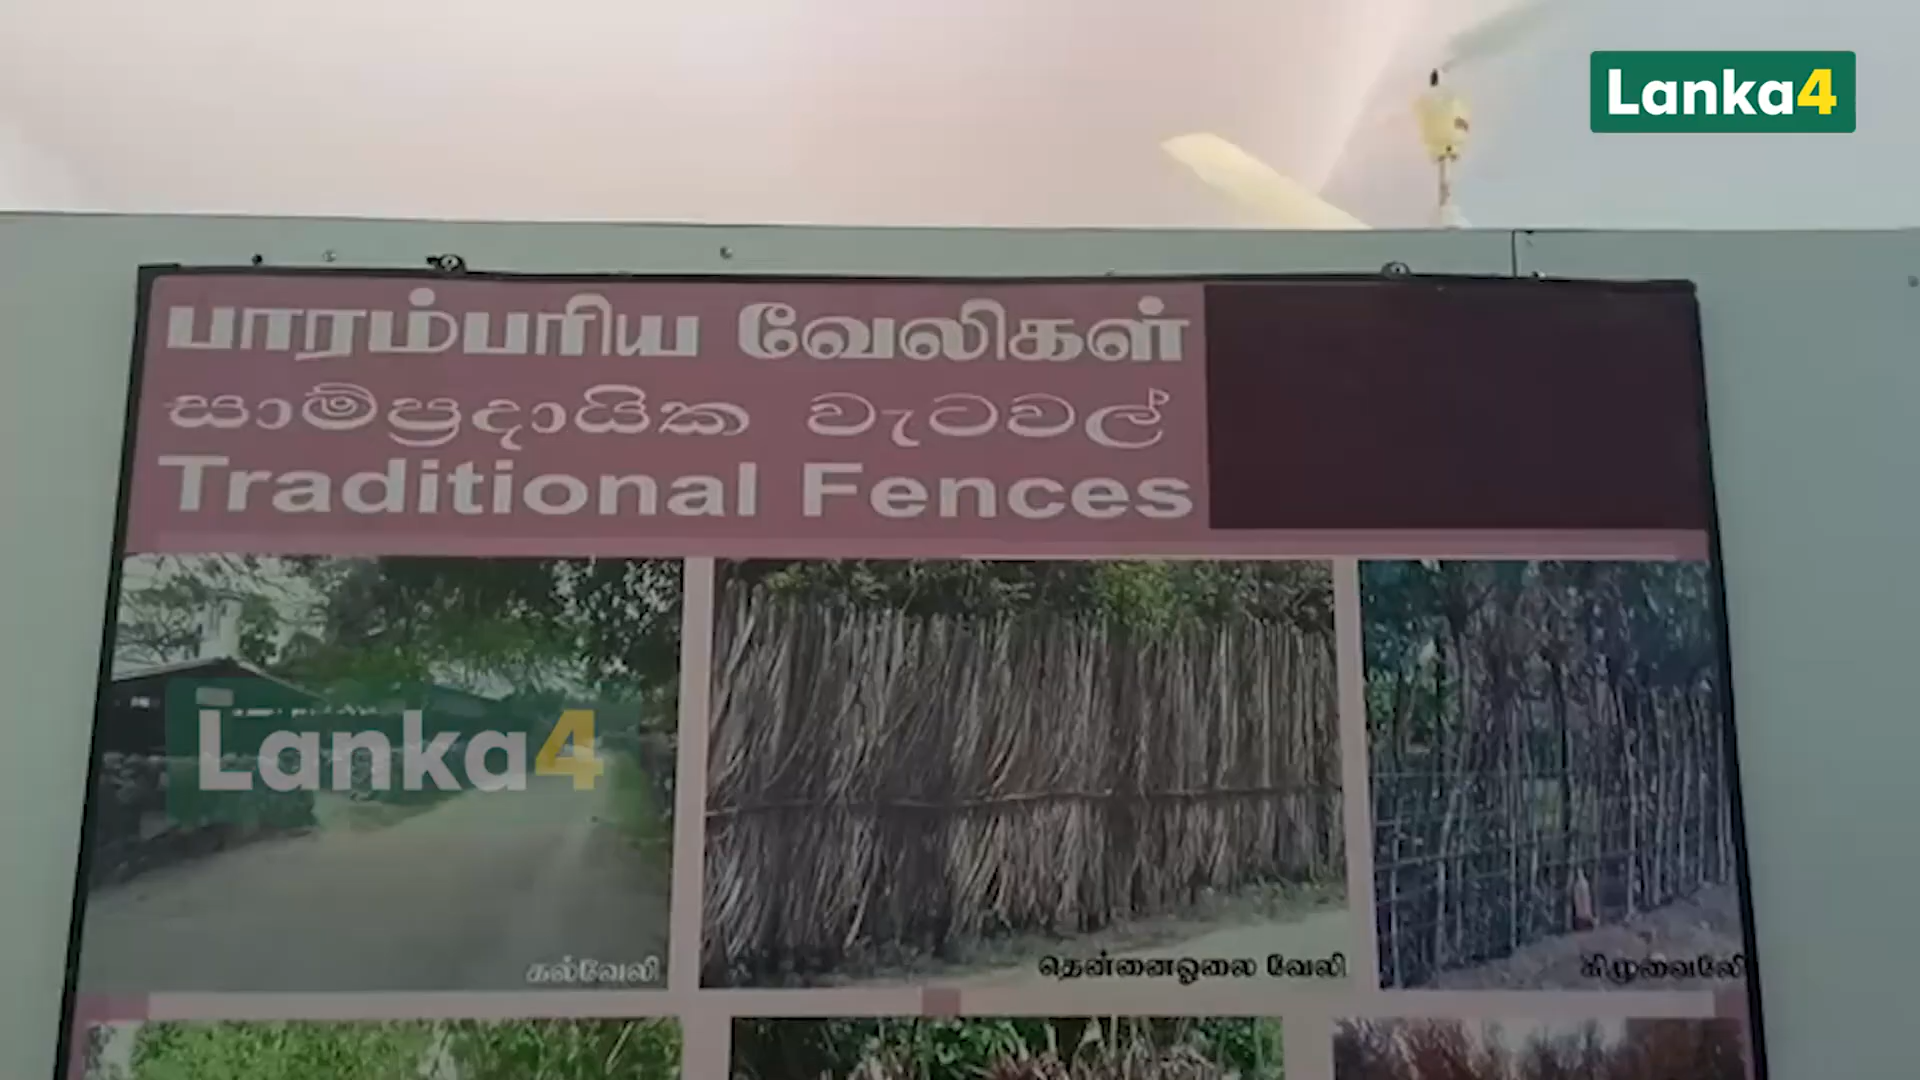 Lanka4
பாரம்பரிய வேலிகள்
සාම්ප්‍රදායික වැටවල්
Traditional Fences
Lanka4
கல்வேலி
தென்னைஓலை வேலி
கிழுவைவேலி